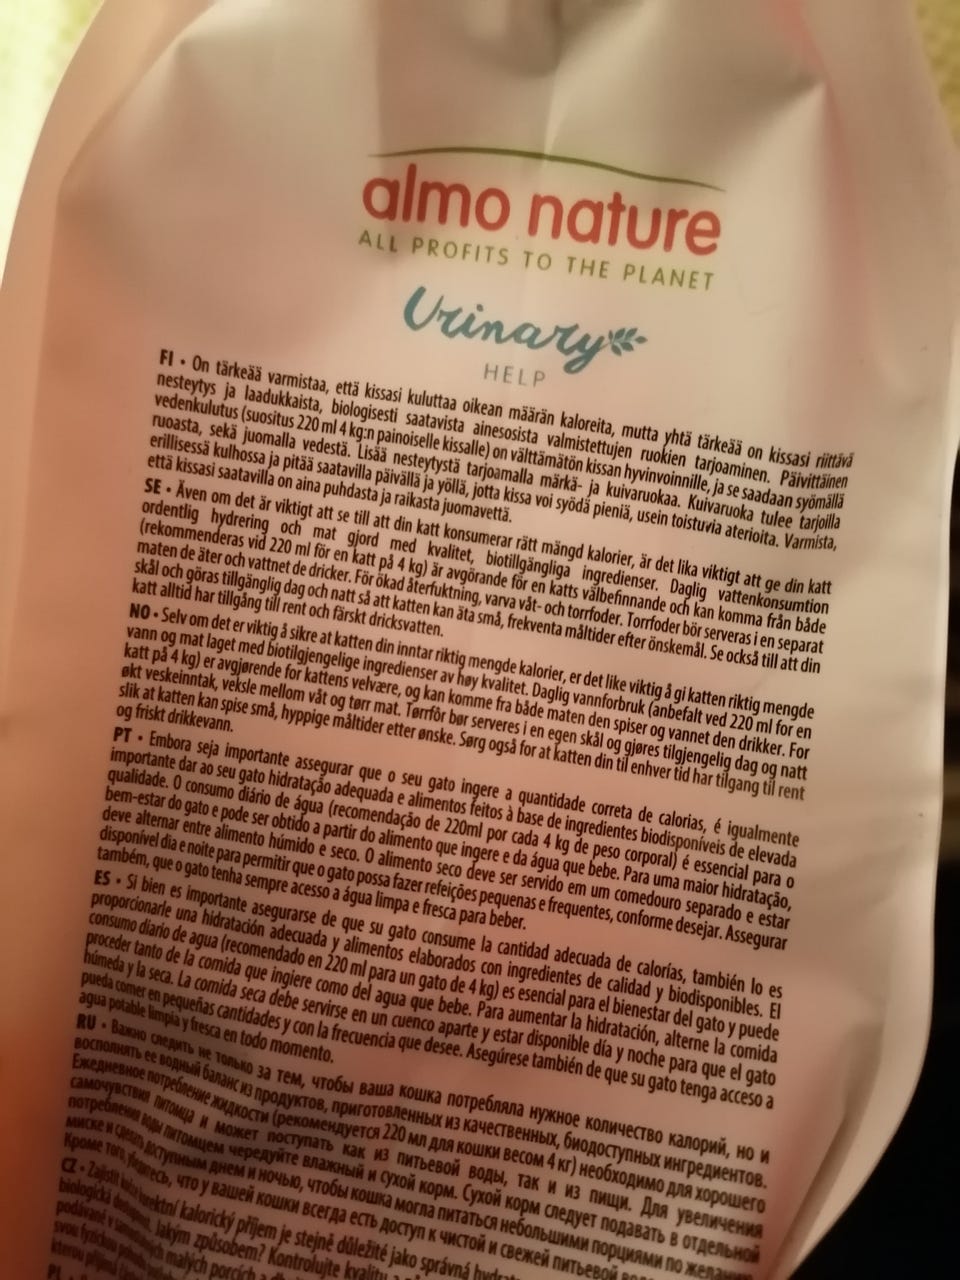 almo nature
ALL PROFITS TO THE PLANET
Urinary
HELP
FI • On tärkeää varmistaa, että kissasi kuluttaa oikean määrän kaloreita, mutta yhtä tärkeää on kissasi riittävä
nesteytys ja laadukkaista, biologisesti saatavista ainesosista valmistettujen ruokien tarjoaminen. Päivittäinen
vedenkulutus (suositus 220 ml 4 kg:n painoiselle kissalle) on välttämätön kissan hyvinvoinnille, ja se saadaan syömällä
ruoasta, sekä juomalla vedestä. Lisää nesteytystä tarjoamalla märkä- ja kuivaruokaa. Kuivaruoka tulee tarjoilla
erillisessä kulhossa ja pitää saatavilla päivällä ja yöllä, jotta kissa voi syödä pieniä, usein toistuvia aterioita. Varmista,
että kissasi saatavilla on aina puhdasta ja raikasta juomavettä.
SE • Även om det är viktigt att se till att din katt konsumerar rätt mängd kalorier, är det lika viktigt att ge din katt
ordentlig hydrering och mat gjord med kvalitet, biotillgängliga ingredienser. Daglig vattenkonsumtion
(rekommenderas vid 220 ml för en katt på 4 kg) är avgörande för en katts välbefinnande och kan komma från både
maten de äter och vattnet de dricker. För ökad återfuktning, varva våt- och torrfoder. Torrfoder bör serveras i en separat
skål och göras tillgänglig dag och natt så att katten kan äta små, frekventa måltider efter önskemål. Se också till att din
katt alltid har tillgång till rent och färskt dricksvatten.
NO • Selv om det er viktig å sikre at katten din inntar riktig mengde kalorier, er det like viktig å gi katten riktig mengde
vann og mat laget med biotilgjengelige ingredienser av høy kvalitet. Daglig vannforbruk (anbefalt ved 220 ml for en
katt på 4 kg) er avgjørende for kattens velvære, og kan komme fra både maten den spiser og vannet den drikker. For
økt veskeinntak, veksle mellom våt og tørr mat. Tørrfôr bør serveres i en egen skål og gjøres tilgjengelig dag og natt
slik at katten kan spise små, hyppige måltider etter ønske. Sørg også for at katten din til enhver tid har tilgang til rent
og friskt drikkevann.
PT • Embora seja importante assegurar que o seu gato ingere a quantidade correta de calorias, é igualmente
importante dar ao seu gato hidratação adequada e alimentos feitos à base de ingredientes biodisponíveis de elevada
qualidade. O consumo diário de água (recomendação de 220ml por cada 4 kg de peso corporal) é essencial para o
bem-estar do gato e pode ser obtido a partir do alimento que ingere e da água que bebe. Para uma maior hidratação,
deve alternar entre alimento húmido e seco. O alimento seco deve ser servido em um comedouro separado e estar
disponível dia e noite para permitir que o gato possa fazer refeições pequenas e frequentes, conforme desejar. Assegurar
também, que o gato tenha sempre acesso a água limpa e fresca para beber.
ES • Si bien es importante asegurarse de que su gato consume la cantidad adecuada de calorías, también lo es
proporcionarle una hidratación adecuada y alimentos elaborados con ingredientes de calidad y biodisponibles. El
consumo diario de agua (recomendado en 220 ml para un gato de 4 kg) es esencial para el bienestar del gato y puede
proceder tanto de la comida que ingiere como del agua que bebe. Para aumentar la hidratación, alterne la comida
húmeda y la seca. La comida seca debe servirse en un cuenco aparte y estar disponible día y noche para que el gato
pueda comer en pequeñas cantidades y con la frecuencia que desee. Asegúrese también de que su gato tenga acceso a
agua potable limpia y fresca en todo momento.
RU • Важно следить не только за тем, чтобы ваша кошка потребляла нужное количество калорий, но и
восполнять ее водный баланс из продуктов, приготовленных из качественных, биодоступных ингредиентов.
Ежедневное потребление жидкости (рекомендуется 220 мл для кошки весом 4 кг) необходимо для хорошего
самочувствия питомца и может поступать как из питьевой воды, так и из пищи. Для увеличения
потребления воды питомцем чередуйте влажный и сухой корм. Сухой корм следует подавать в отдельной
миске и сделать доступным днем и ночью, чтобы кошка могла питаться небольшими порциями по желанию
Кроме того, убедитесь, что у вашей кошки всегда есть доступ к чистой и свежей питьевой
CZ • Zajistit kalorický příjem je stejně důležité jako správná
biologická Jakým způsobem? Kontrolujte kvalitu a
podávané v malých porcích a
svou fyzickou
kterou přijímá
PL •